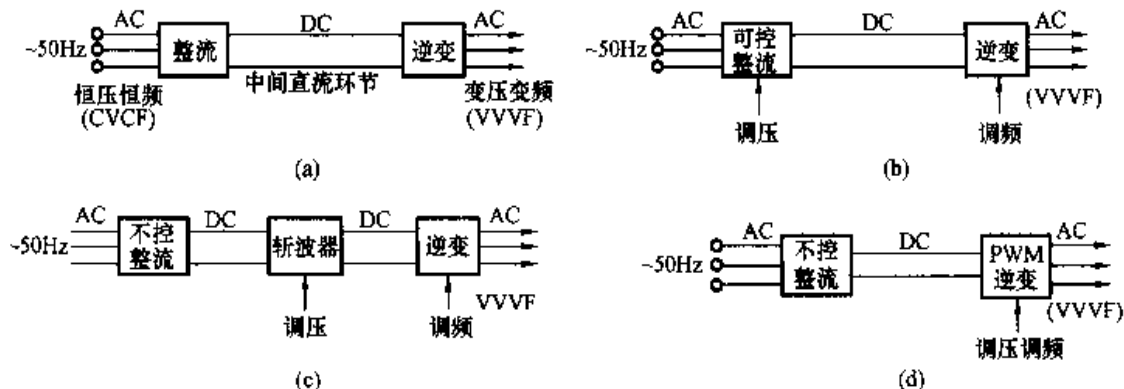 AC
DC
AC
~50Hz
整流
逆变
中间直流环节
恒压恒频
(CVCF)
变压变频
(VVVF)
(a)
AC
DC
AC
~50Hz
可控
整流
逆变
(VVVF)
调压
调频
(b)
AC
DC
DC
AC
~50Hz
不控
整流
斩波器
逆变
VVVF
调压
调频
(c)
AC
DC
AC
~50Hz
不控
整流
PWM
逆变
(VVVF)
调压调频
(d)